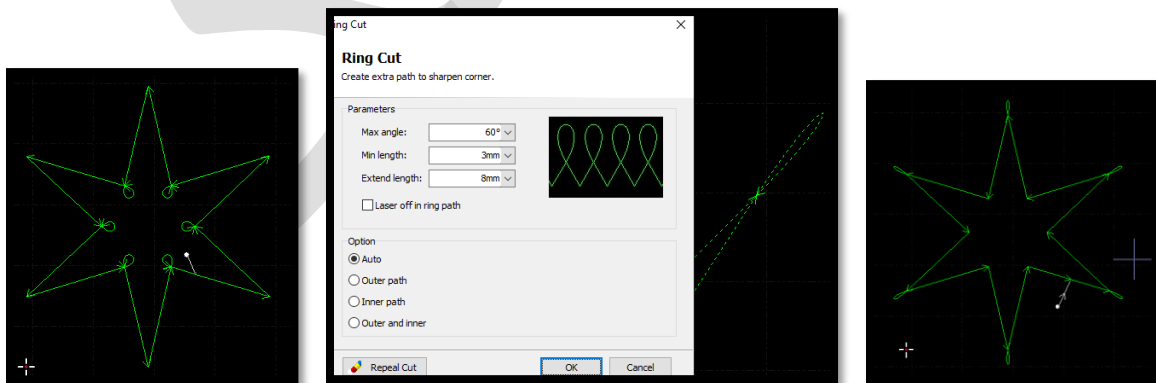 ing Cut
Ring Cut
Create extra path to sharpen corner.
Parameters
Max angle: 60°
Min length: 3mm
Extend length: 8mm
Laser off in ring path
Option
Auto
Outer path
Inner path
Outer and inner
Repeal Cut OK Cancel